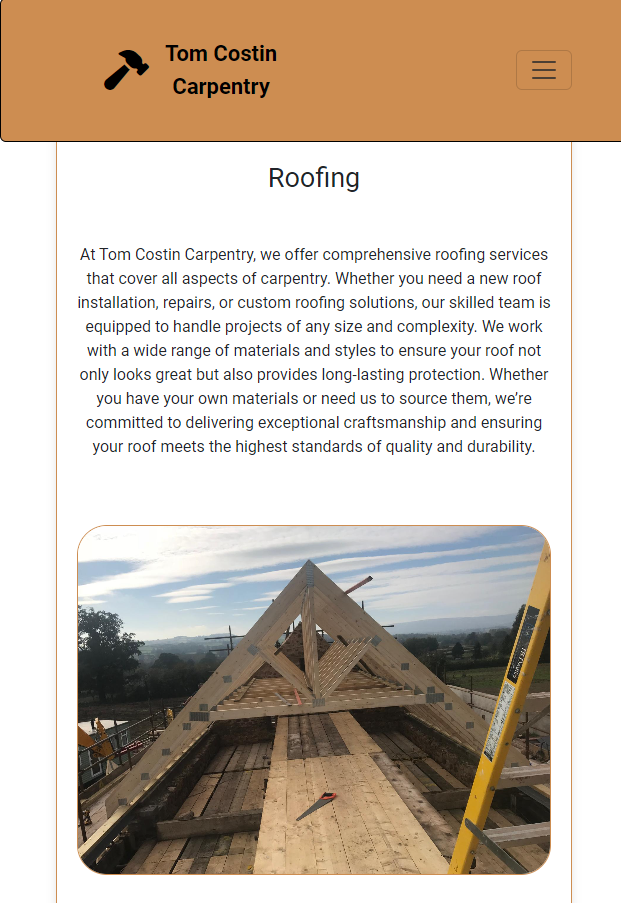 Tom Costin
Carpentry
Roofing
At Tom Costin Carpentry, we offer comprehensive roofing services
that cover all aspects of carpentry. Whether you need a new roof
installation, repairs, or custom roofing solutions, our skilled team is
equipped to handle projects of any size and complexity. We work
with a wide range of materials and styles to ensure your roof not
only looks great but also provides long-lasting protection. Whether
you have your own materials or need us to source them, we’re
committed to delivering exceptional craftsmanship and ensuring
your roof meets the highest standards of quality and durability.